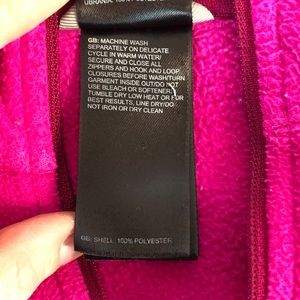 GB: MACHINE WASH
SEPARATELY ON DELICATE
CYCLE IN WARM WATER/
SECURE AND CLOSE ALL
ZIPPERS AND HOOK AND LOOP
CLOSURES BEFORE WASH/TURN
GARMENT INSIDE OUT/DO NOT
USE BLEACH OR SOFTENER/
TUMBLE DRY LOW HEAT OR FOR
BEST RESULTS, LINE DRY/DO
NOT IRON OR DRY CLEAN
GB: SHELL: 100% POLYESTER